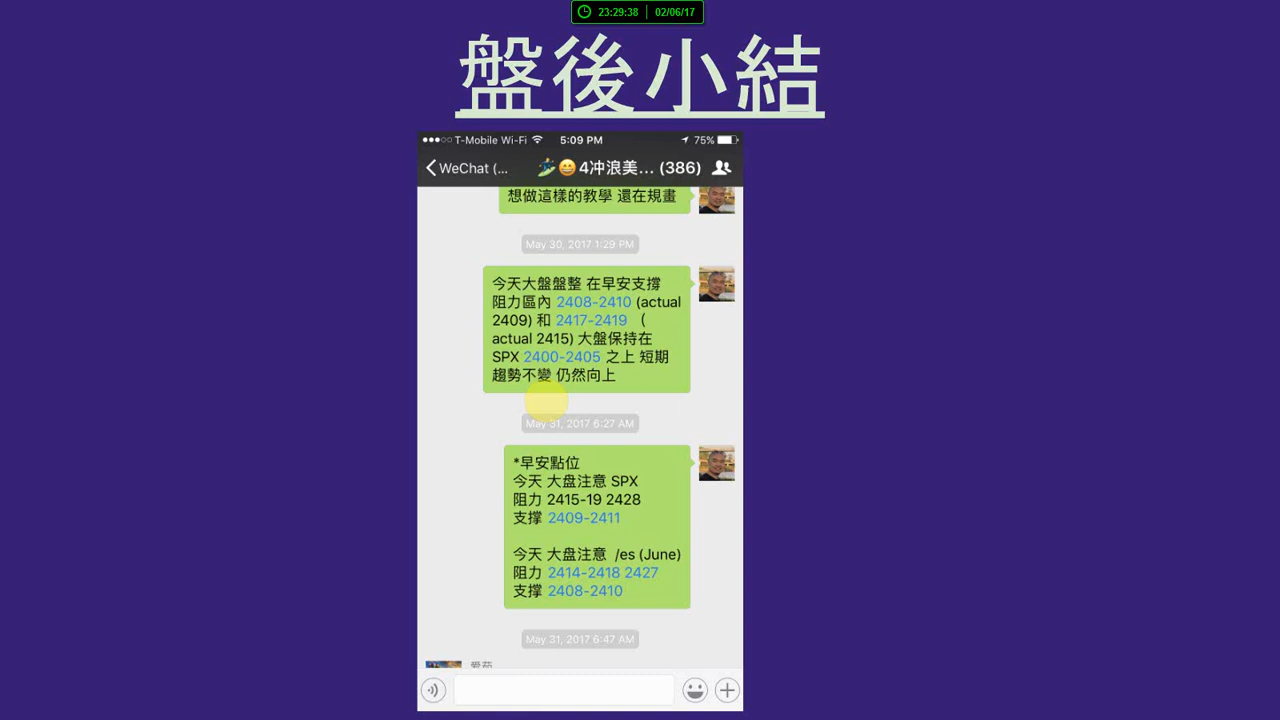 23:29:38 02/06/17
盤後小結
T-Mobile Wi-Fi 5:09 PM 75%
WeChat (... 4冲浪美... (386)
想做這樣的教學 還在規畫
May 30, 2017 1:29 PM
今天大盤盤整 在早安支撐
阻力區內 2408-2410 (actual
2409) 和 2417-2419 (
actual 2415) 大盤保持在
SPX 2400-2405 之上 短期
趨勢不變 仍然向上
May 31, 2017 6:27 AM
*早安點位
今天 大盘注意 SPX
阻力 2415-19 2428
支撐 2409-2411
今天 大盘注意 /es (June)
阻力 2414-2418 2427
支撐 2408-2410
May 31, 2017 6:47 AM